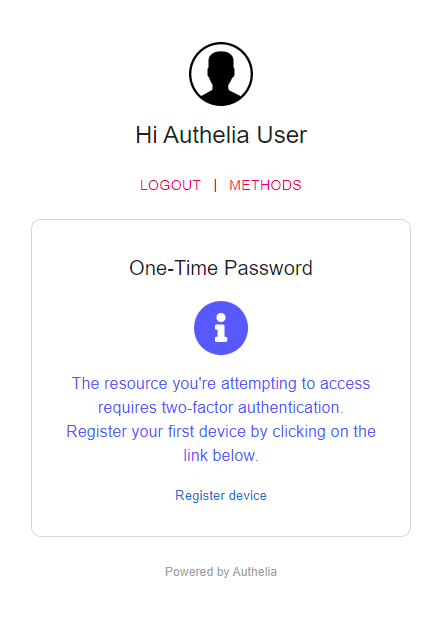 Hi Authelia User
LOGOUT | METHODS
One-Time Password
The resource you're attempting to access
requires two-factor authentication.
Register your first device by clicking on the
link below.
Register device
Powered by Authelia